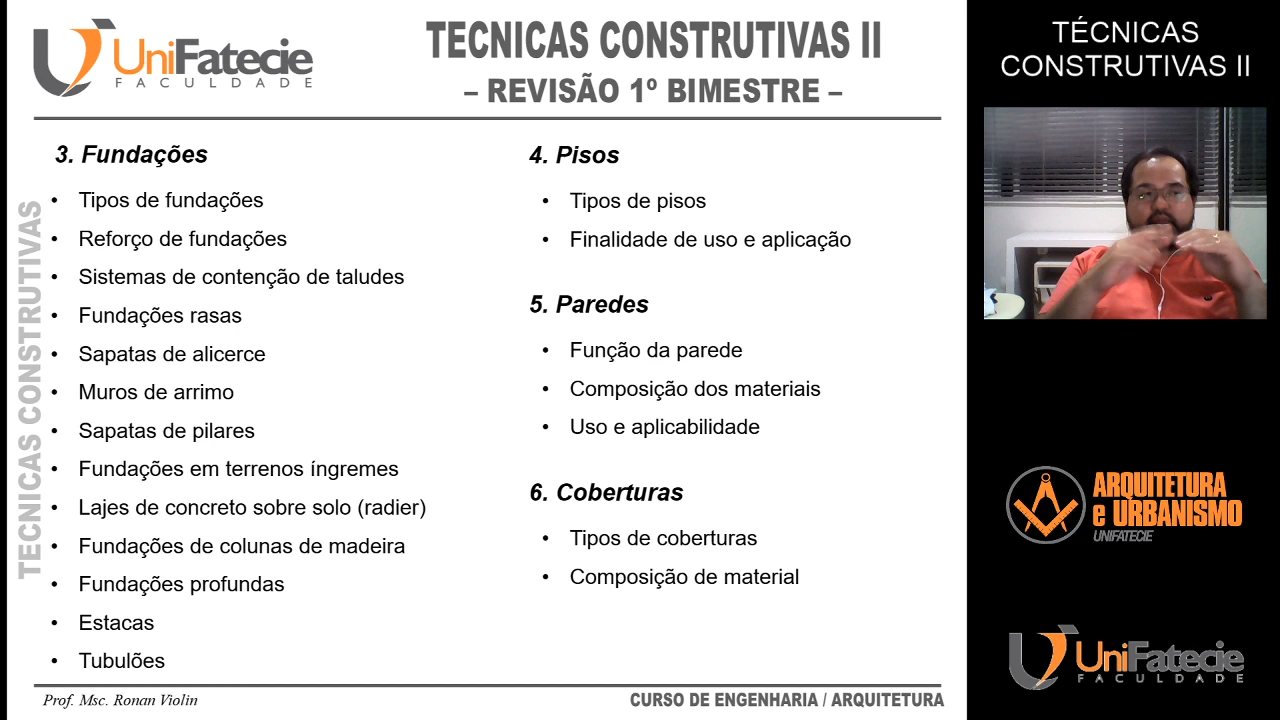 UniFatecie
FACULDADE
TECNICAS CONSTRUTIVAS II
– REVISÃO 1º BIMESTRE –
TECNICAS CONSTRUTIVAS
3. Fundações
• Tipos de fundações
• Reforço de fundações
• Sistemas de contenção de taludes
• Fundações rasas
• Sapatas de alicerce
• Muros de arrimo
• Sapatas de pilares
• Fundações em terrenos íngremes
• Lajes de concreto sobre solo (radier)
• Fundações de colunas de madeira
• Fundações profundas
• Estacas
• Tubulões
4. Pisos
• Tipos de pisos
• Finalidade de uso e aplicação
5. Paredes
• Função da parede
• Composição dos materiais
• Uso e aplicabilidade
6. Coberturas
• Tipos de coberturas
• Composição de material
Prof. Msc. Ronan Violin
CURSO DE ENGENHARIA / ARQUITETURA
TÉCNICAS
CONSTRUTIVAS II
ARQUITETURA
e URBANISMO
UNIFATECIE
UniFatecie
FACULDADE